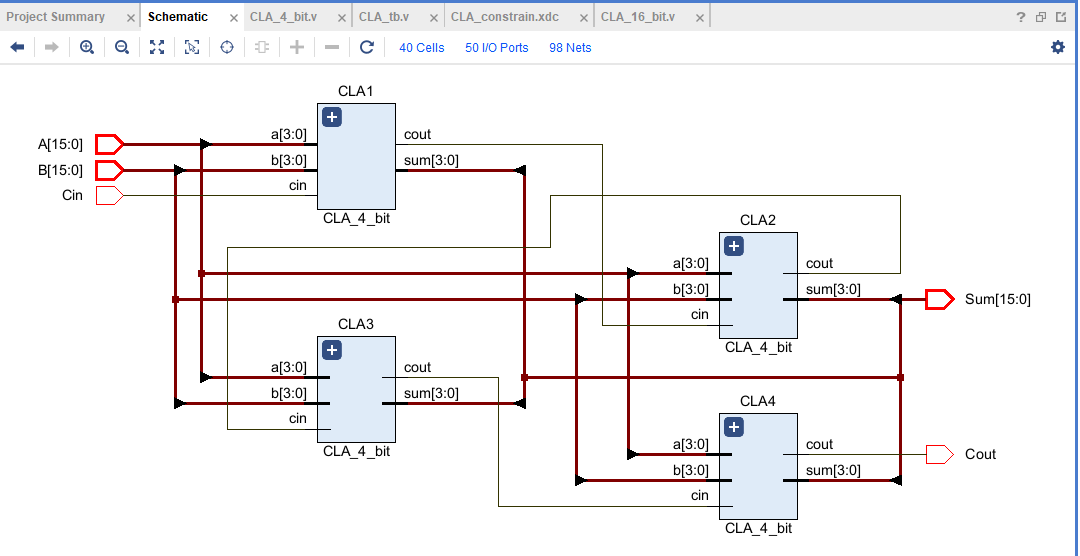 Project Summary × Schematic × CLA_4_bit.v × CLA_tb.v × CLA_constrain.xdc × CLA_16_bit.v ×
40 Cells 50 I/O Ports 98 Nets
CLA1
A[15:0]
B[15:0]
Cin
a[3:0]
b[3:0]
cin
cout
sum[3:0]
CLA_4_bit
CLA2
a[3:0]
b[3:0]
cin
cout
sum[3:0]
CLA_4_bit
Sum[15:0]
CLA3
a[3:0]
b[3:0]
cin
cout
sum[3:0]
CLA_4_bit
CLA4
a[3:0]
b[3:0]
cin
cout
sum[3:0]
CLA_4_bit
Cout